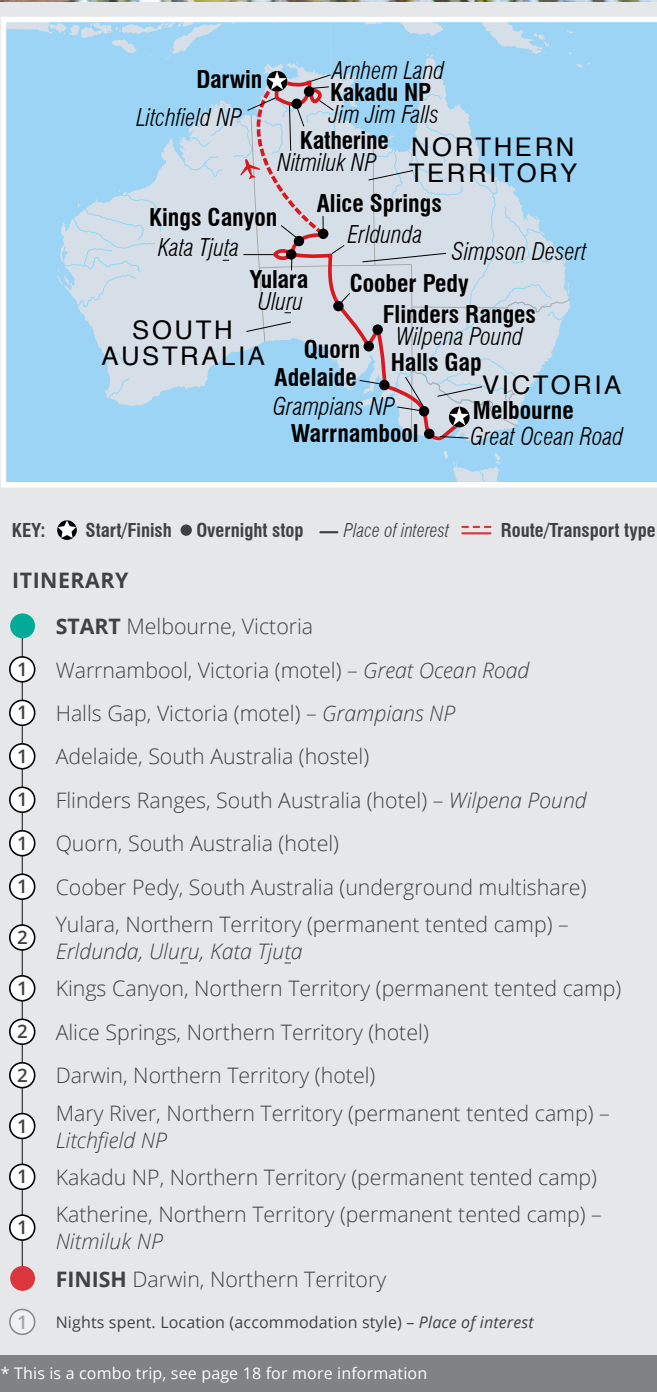 Darwin
Arnhem Land
Kakadu NP
Litchfield NP
Jim Jim Falls
Katherine
Nitmiluk NP
NORTHERN
TERRITORY
Alice Springs
Kings Canyon
Erldunda
Kata Tjuṯa
Simpson Desert
Yulara
Uluṟu
Coober Pedy
Flinders Ranges
Wilpena Pound
SOUTH
AUSTRALIA
Quorn
Halls Gap
Adelaide
VICTORIA
Grampians NP
Melbourne
Warrnambool
Great Ocean Road
KEY: Start/Finish Overnight stop Place of interest Route/Transport type
ITINERARY
START Melbourne, Victoria
1 Warrnambool, Victoria (motel) – Great Ocean Road
1 Halls Gap, Victoria (motel) – Grampians NP
1 Adelaide, South Australia (hostel)
1 Flinders Ranges, South Australia (hotel) – Wilpena Pound
1 Quorn, South Australia (hotel)
1 Coober Pedy, South Australia (underground multishare)
2 Yulara, Northern Territory (permanent tented camp) –
Erldunda, Uluṟu, Kata Tjuṯa
1 Kings Canyon, Northern Territory (permanent tented camp)
2 Alice Springs, Northern Territory (hotel)
2 Darwin, Northern Territory (hotel)
1 Mary River, Northern Territory (permanent tented camp) –
Litchfield NP
1 Kakadu NP, Northern Territory (permanent tented camp)
1 Katherine, Northern Territory (permanent tented camp) –
Nitmiluk NP
FINISH Darwin, Northern Territory
1 Nights spent. Location (accommodation style) – Place of interest
* This is a combo trip, see page 18 for more information